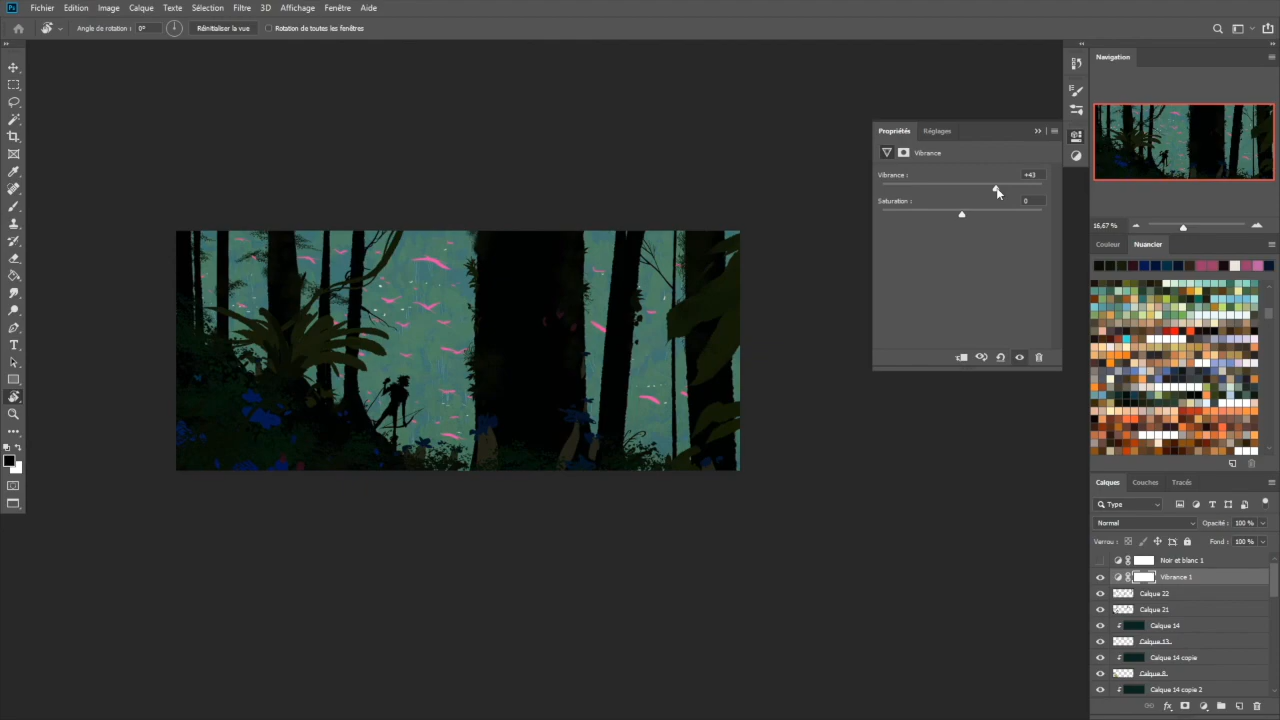 Ps Fichier Edition Image Calque Texte Sélection Filtre 3D Affichage Fenêtre Aide
Angle de rotation : 0° Réinitialiser la vue Rotation de toutes les fenêtres
Navigation
Propriétés Réglages
Vibrance
Vibrance : +43
Saturation : 0
16,67 %
Couleur Nuancier
Calques Couches Tracés
Type
Normal Opacité : 100 %
Verrou : Fond : 100 %
Noir et blanc 1
Vibrance 1
Calque 22
Calque 21
Calque 14
Calque 13
Calque 14 copie
Calque 8
Calque 14 copie 2